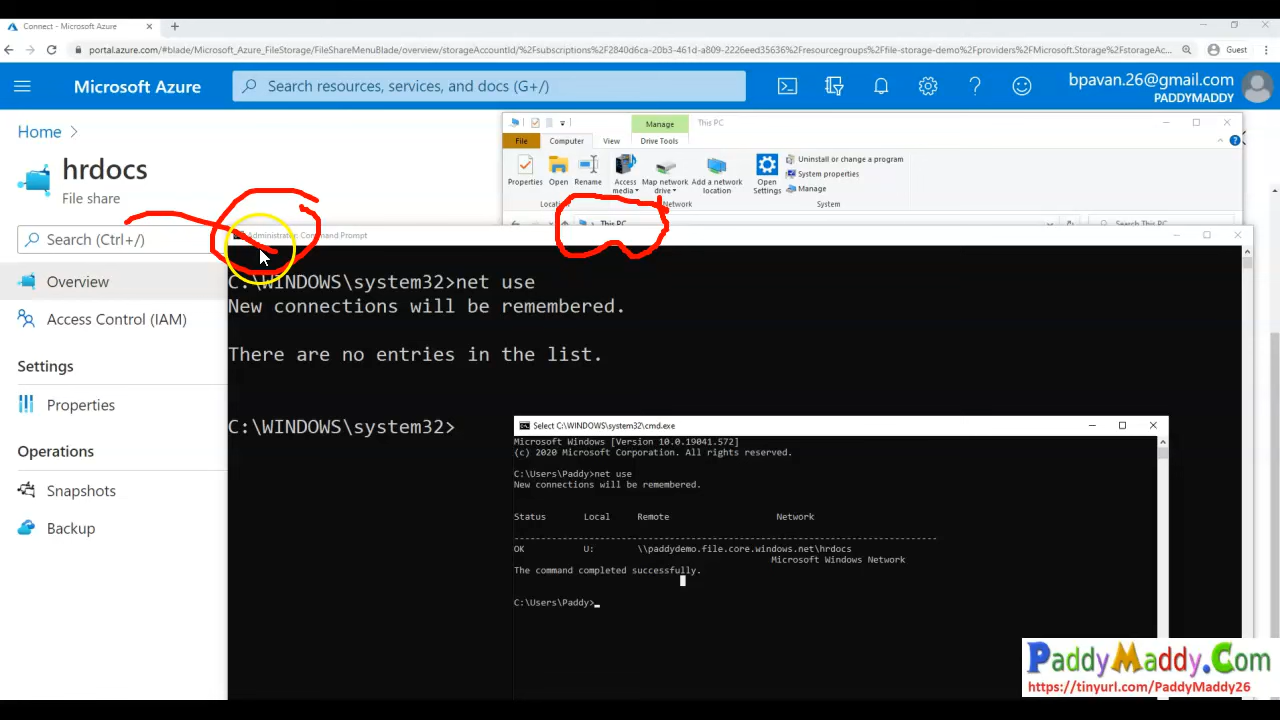 Connect - Microsoft Azure
portal.azure.com/#blade/Microsoft_Azure_FileStorage/FileShareMenuBlade/overview/storageAccountId/%2Fsubscriptions%2F2840d6ca-20b3-461d-a809-2226eed35636%2Fresourcegroups%2Ffile-storage-demo%2Fproviders%2FMicrosoft.Storage%2FstorageAc...
Guest
Microsoft Azure
Search resources, services, and docs (G+/)
bpavan.26@gmail.com
PADDYMADDY
Home
hrdocs
File share
Search (Ctrl+/)
Overview
Access Control (IAM)
Settings
Properties
Operations
Snapshots
Backup
Manage
This PC
File
Computer
View
Drive Tools
Properties
Open
Rename
Access media
Map network drive
Add a network location
Open Settings
Uninstall or change a program
System properties
Manage
Network
System
This PC
Search This PC
Administrator: Command Prompt
C:\WINDOWS\system32>net use
New connections will be remembered.
There are no entries in the list.
C:\WINDOWS\system32>
Select C:\WINDOWS\system32\cmd.exe
Microsoft Windows [Version 10.0.19041.572]
(c) 2020 Microsoft Corporation. All rights reserved.
C:\Users\Paddy>net use
New connections will be remembered.
Status Local Remote Network
-------------------------------------------------------------------------------
OK U: \\paddydemo.file.core.windows.net\hrdocs
Microsoft Windows Network
The command completed successfully.
C:\Users\Paddy>
PaddyMaddy.Com
https://tinyurl.com/PaddyMaddy26